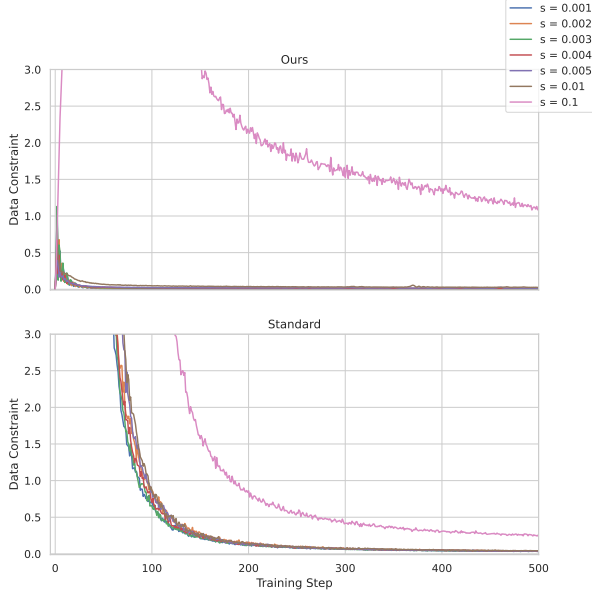 s = 0.001
s = 0.002
s = 0.003
s = 0.004
s = 0.005
s = 0.01
s = 0.1
Ours
3.0
2.5
2.0
1.5
1.0
0.5
0.0
Data Constraint
Standard
3.0
2.5
2.0
1.5
1.0
0.5
0.0
Data Constraint
0 100 200 300 400 500
Training Step